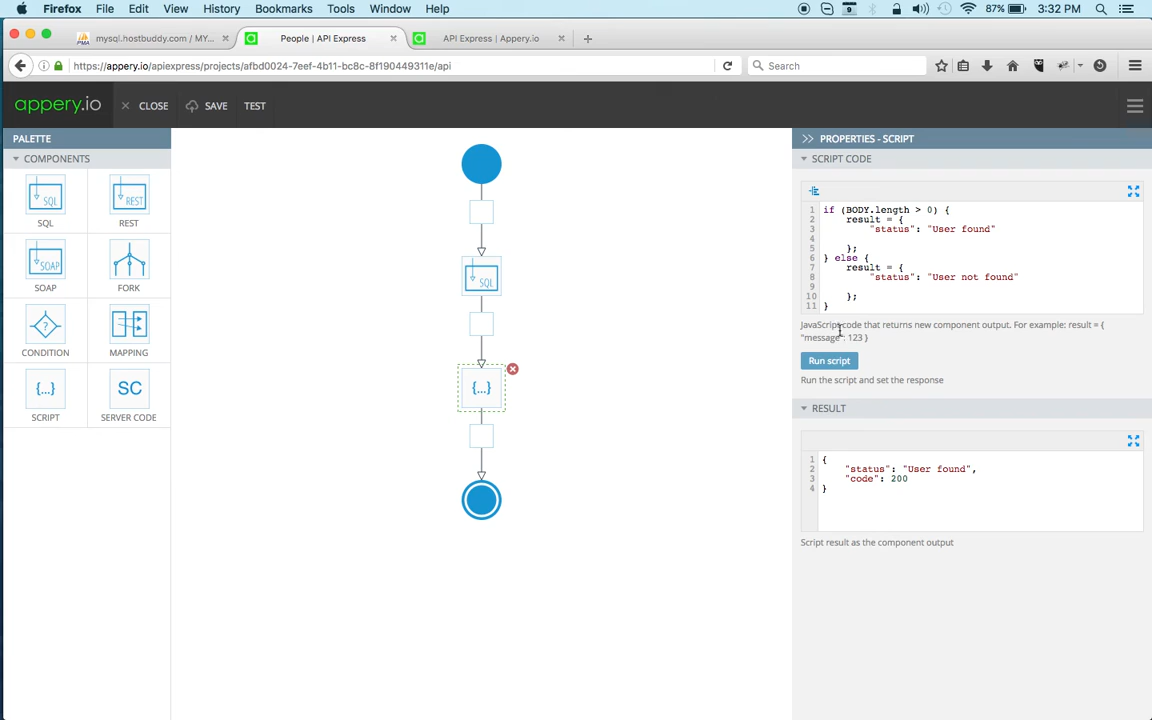 Firefox File Edit View History Bookmarks Tools Window Help 9 87% 3:32 PM
mysql.hostbuddy.com / MY... People | API Express API Express | Appery.io
https://appery.io/apiexpress/projects/afbd0024-7eef-4b11-bc8c-8f190449311e/api Search
appery.io CLOSE SAVE TEST
PALETTE
COMPONENTS
SQL
SQL
REST
REST
SOAP
SOAP
FORK
?
CONDITION
MAPPING
{...}
SCRIPT
SC
SERVER CODE
SQL
{...}
PROPERTIES - SCRIPT
SCRIPT CODE
1 if (BODY.length > 0) {
2 result = {
3 "status": "User found"
4
5 };
6 } else {
7 result = {
8 "status": "User not found"
9
10 };
11 }
JavaScript code that returns new component output. For example: result = {
"message": 123 }
Run script
Run the script and set the response
RESULT
1 {
2 "status": "User found",
3 "code": 200
4 }
Script result as the component output